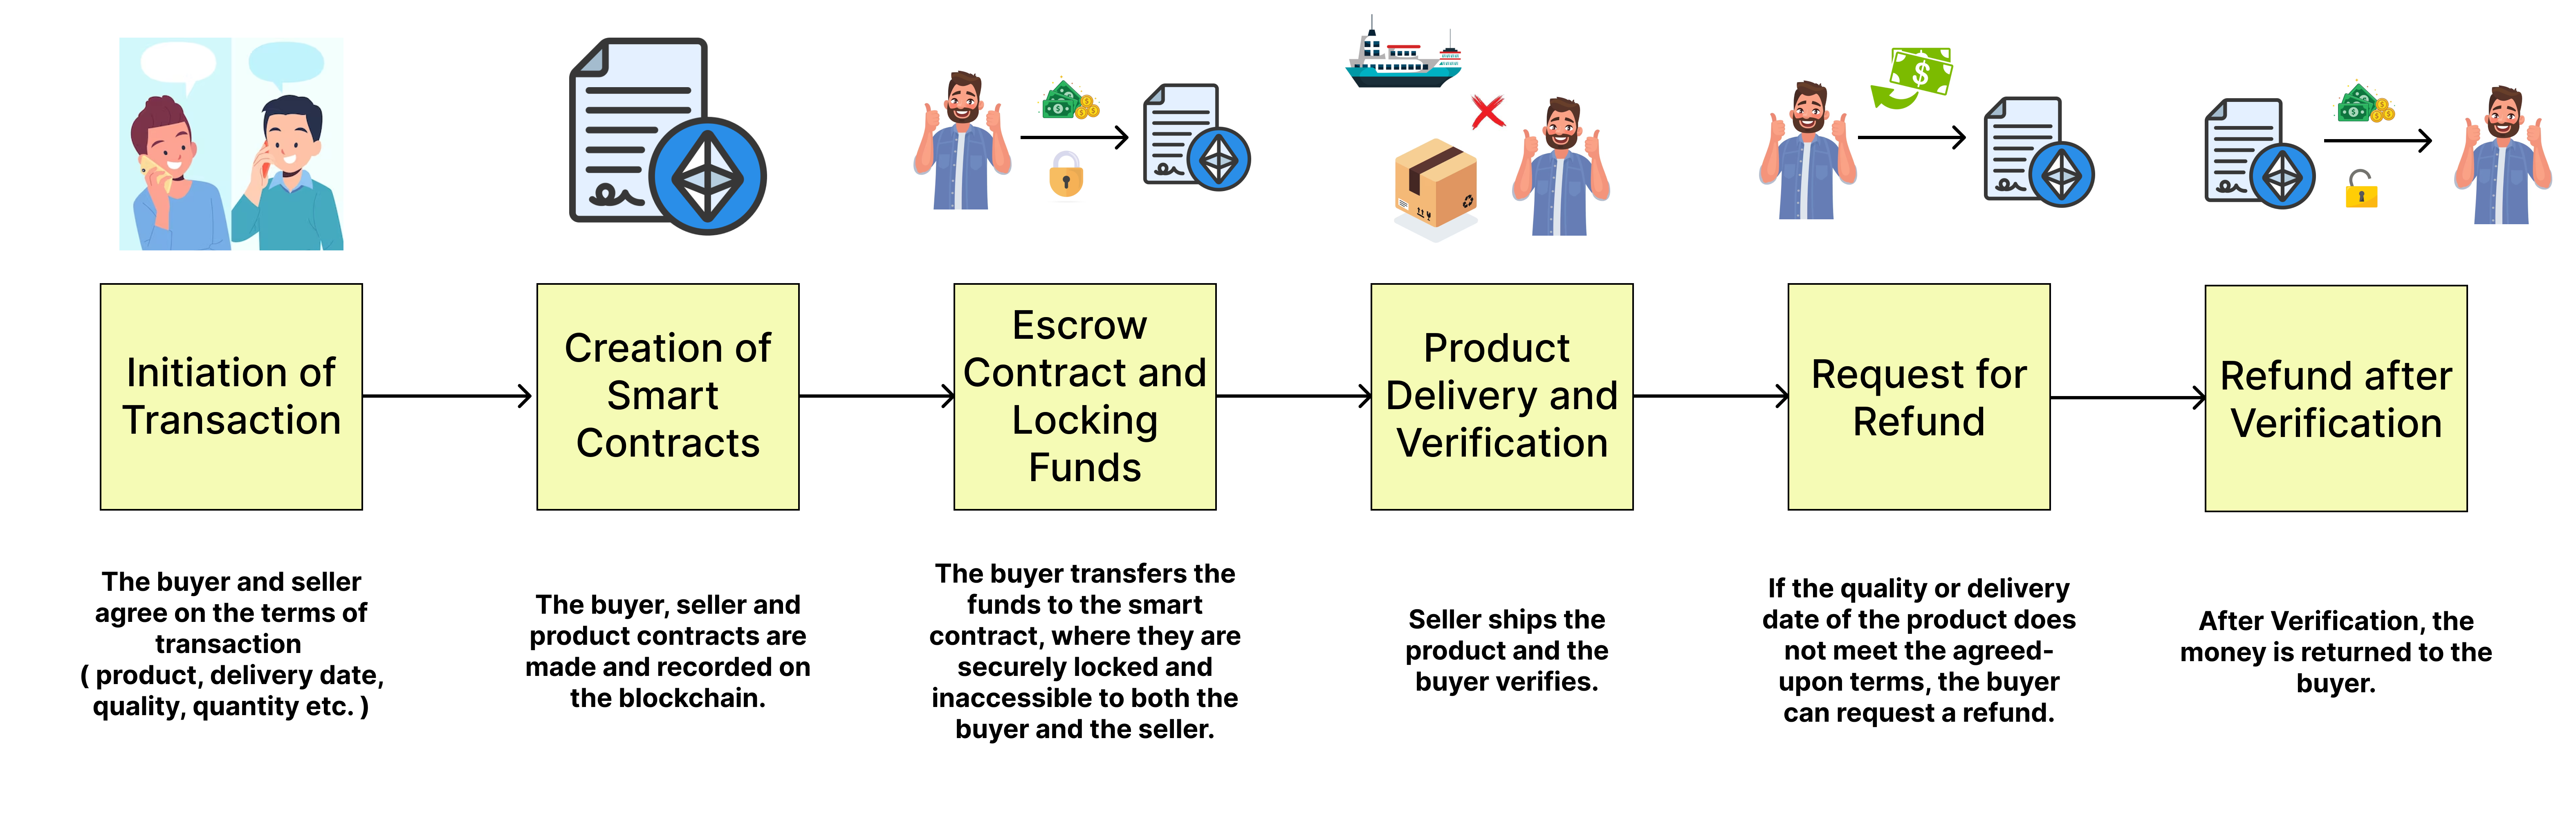 Initiation of
Transaction
Creation of
Smart
Contracts
Escrow
Contract and
Locking
Funds
Product
Delivery and
Verification
Request for
Refund
Refund after
Verification
The buyer and seller
agree on the terms of
transaction
( product, delivery date,
quality, quantity etc. )
The buyer, seller and
product contracts are
made and recorded on
the blockchain.
The buyer transfers the
funds to the smart
contract, where they are
securely locked and
inaccessible to both the
buyer and the seller.
Seller ships the
product and the
buyer verifies.
If the quality or delivery
date of the product does
not meet the agreed-
upon terms, the buyer
can request a refund.
After Verification, the
money is returned to the
buyer.